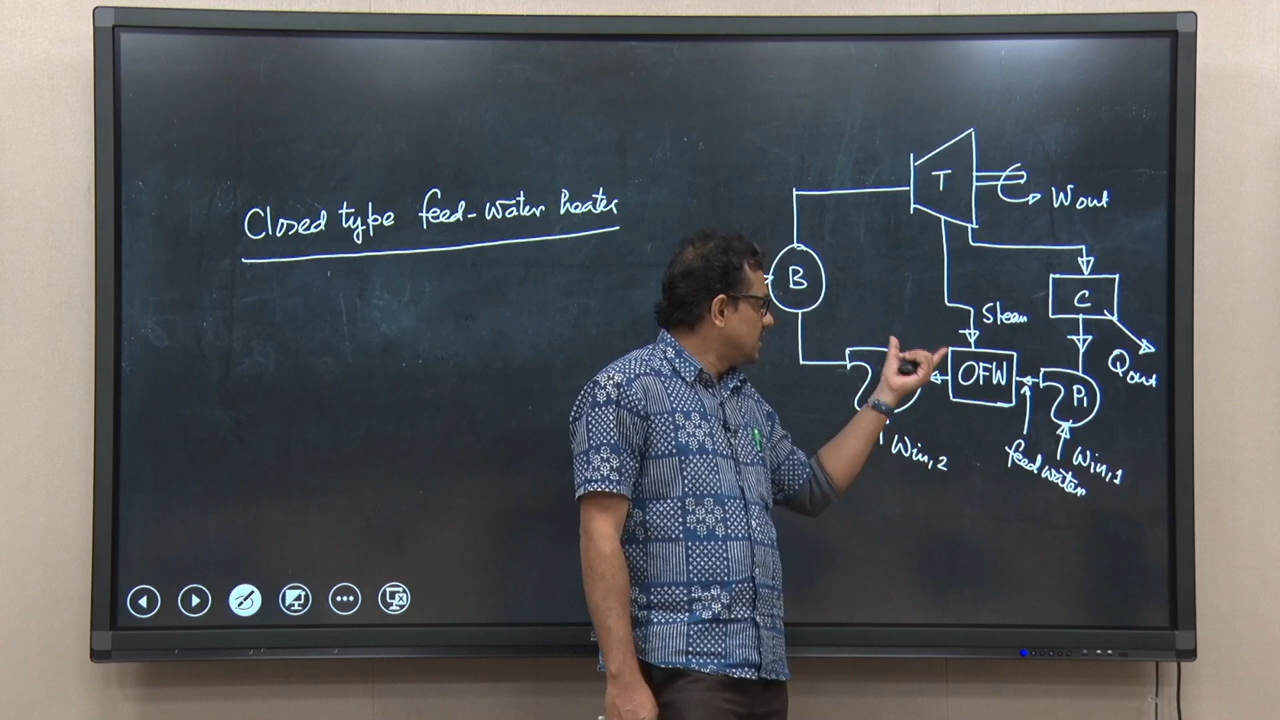 Closed type feed-water heater
T
Wout
B
C
Steam
Qout
OFW
P1
Win,2
feed water
Win,1